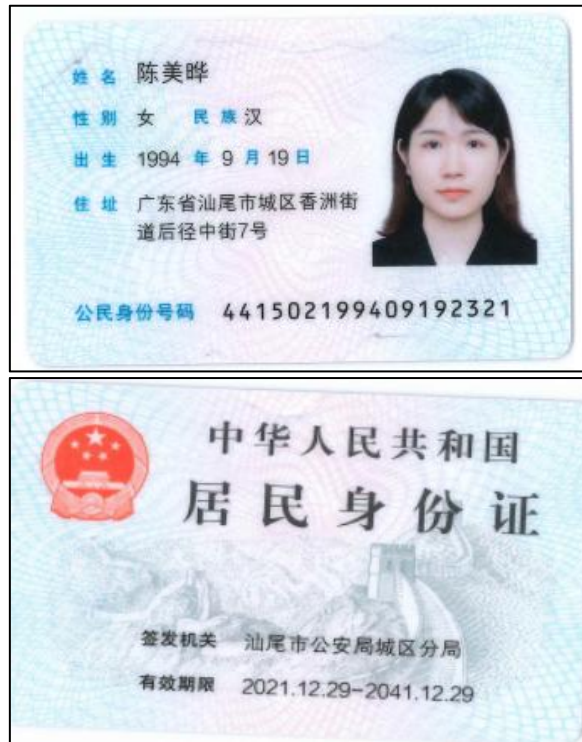 姓名 陈美晔
性别 女 民族 汉
出生 1994 年 9 月 19 日
住址 广东省汕尾市城区香洲街
道后径中街7号
公民身份号码 441502199409192321
中华人民共和国
居民身份证
签发机关 汕尾市公安局城区分局
有效期限 2021.12.29-2041.12.29